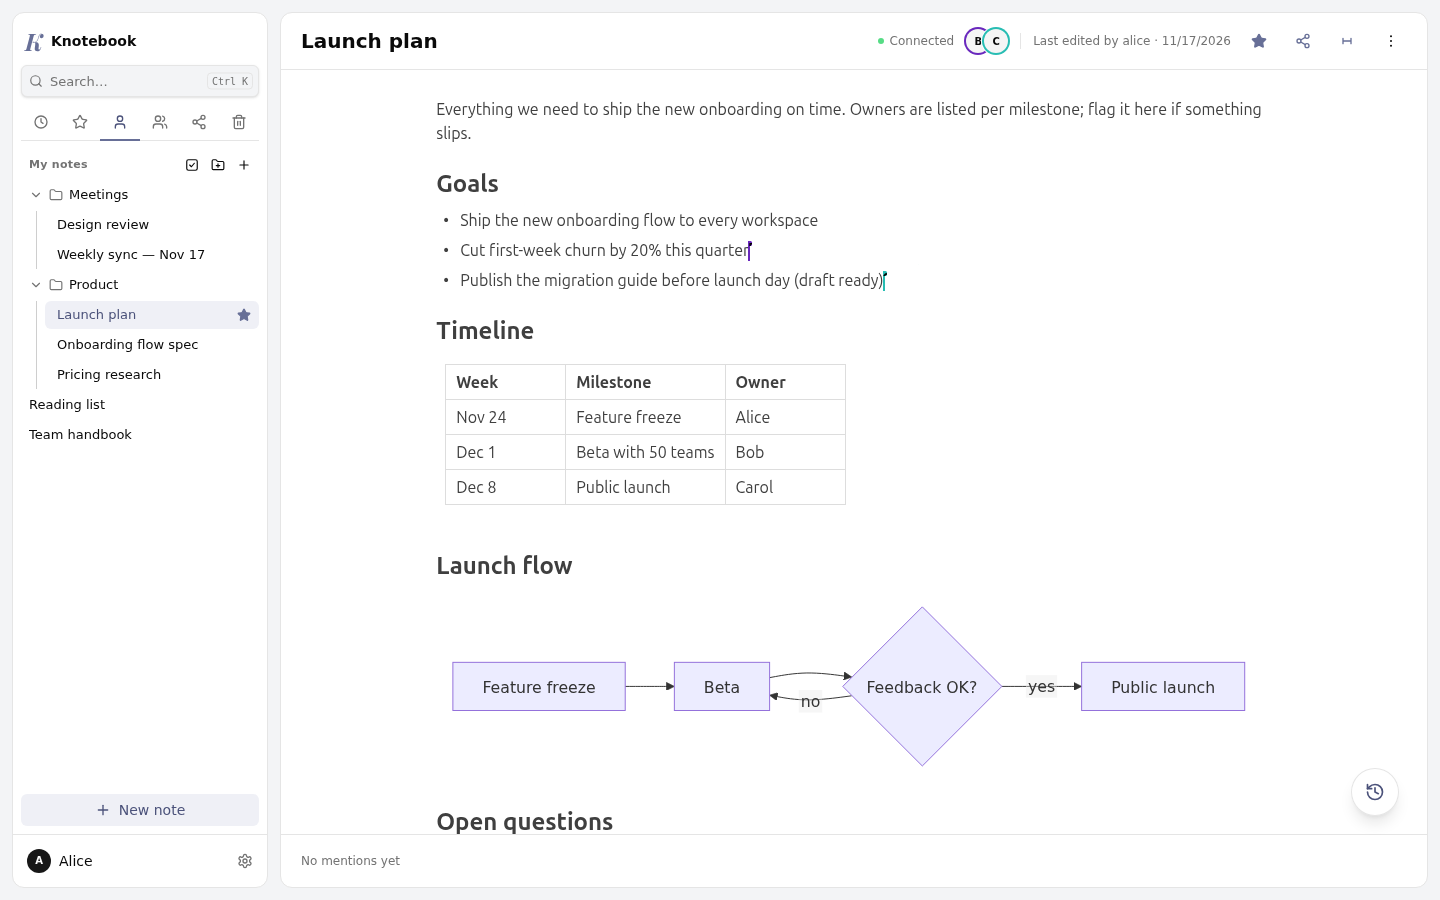 Knotebook
Search...
Ctrl K
My notes
Meetings
Design review
Weekly sync — Nov 17
Product
Launch plan
Onboarding flow spec
Pricing research
Reading list
Team handbook
New note
A
Alice
Launch plan
Connected
B
C
Last edited by alice · 11/17/2026
Everything we need to ship the new onboarding on time. Owners are listed per milestone; flag it here if something
slips.
Goals
• Ship the new onboarding flow to every workspace
• Cut first-week churn by 20% this quarter
• Publish the migration guide before launch day (draft ready)
Timeline
Week Milestone Owner
Nov 24 Feature freeze Alice
Dec 1 Beta with 50 teams Bob
Dec 8 Public launch Carol
Launch flow
Feature freeze
Beta
no
Feedback OK?
yes
Public launch
Open questions
No mentions yet